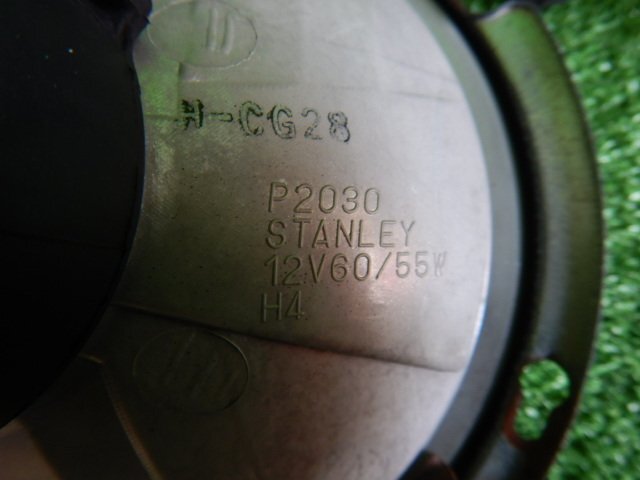 H-CG28
P2030
STANLEY
12V60/55W
H4